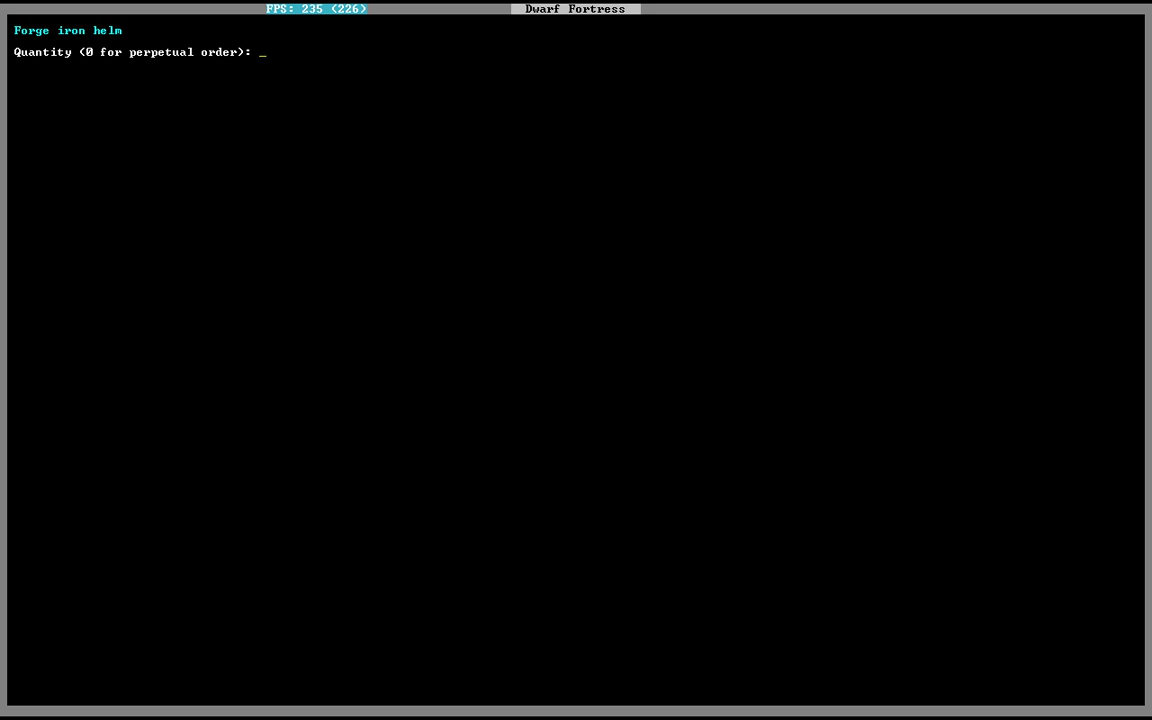 FPS: 235 (226) Dwarf Fortress
Forge iron helm
Quantity (0 for perpetual order): _